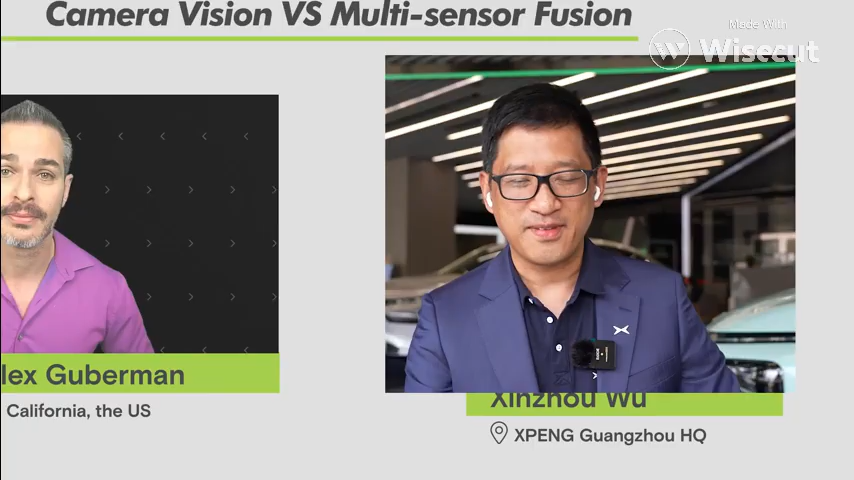 Camera Vision VS Multi-sensor Fusion
Made With
Wisecut
lex Guberman
California, the US
Xinzhou Wu
XPENG Guangzhou HQ